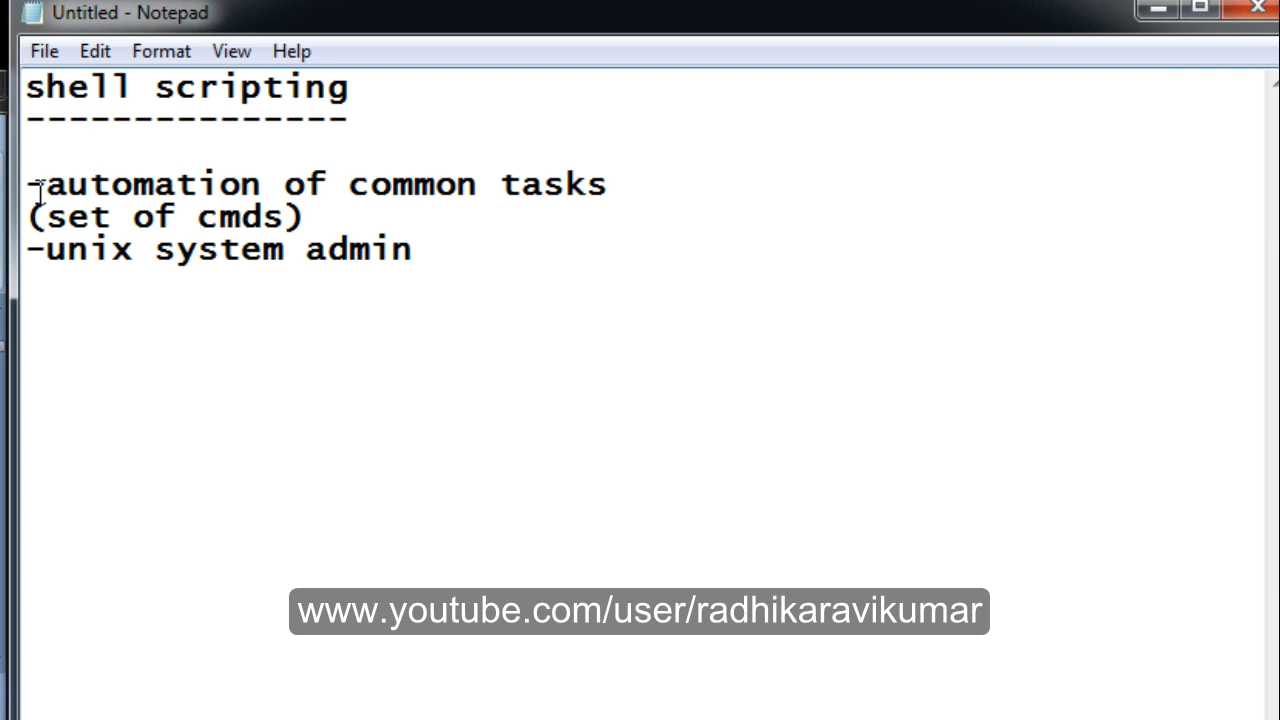 Untitled - Notepad
File Edit Format View Help
shell scripting
---------------
-automation of common tasks
(set of cmds)
-unix system admin
www.youtube.com/user/radhikaravikumar